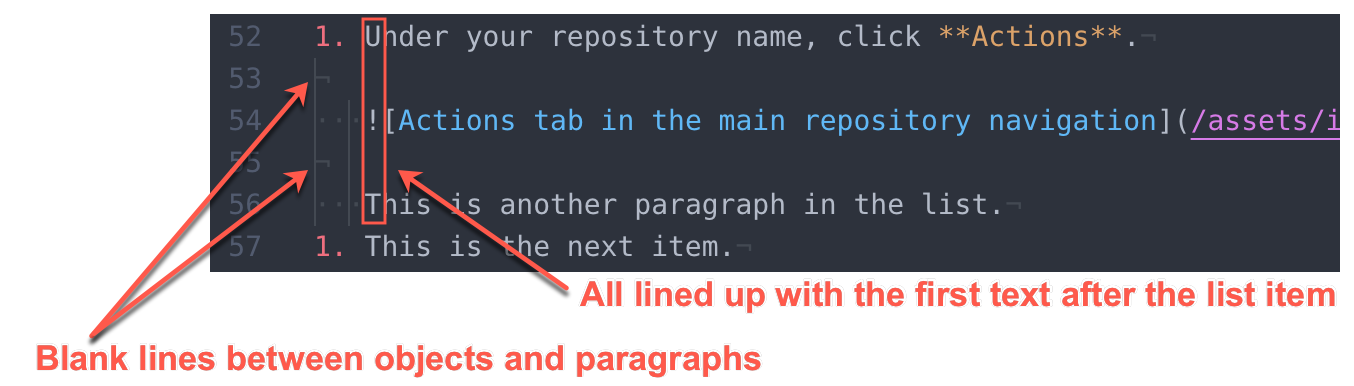 52 1. Under your repository name, click **Actions**.¬
53 ¬
54 ···![Actions tab in the main repository navigation](/assets/i
55 ¬
56 ···This is another paragraph in the list.¬
57 1. This is the next item.¬
All lined up with the first text after the list item
Blank lines between objects and paragraphs